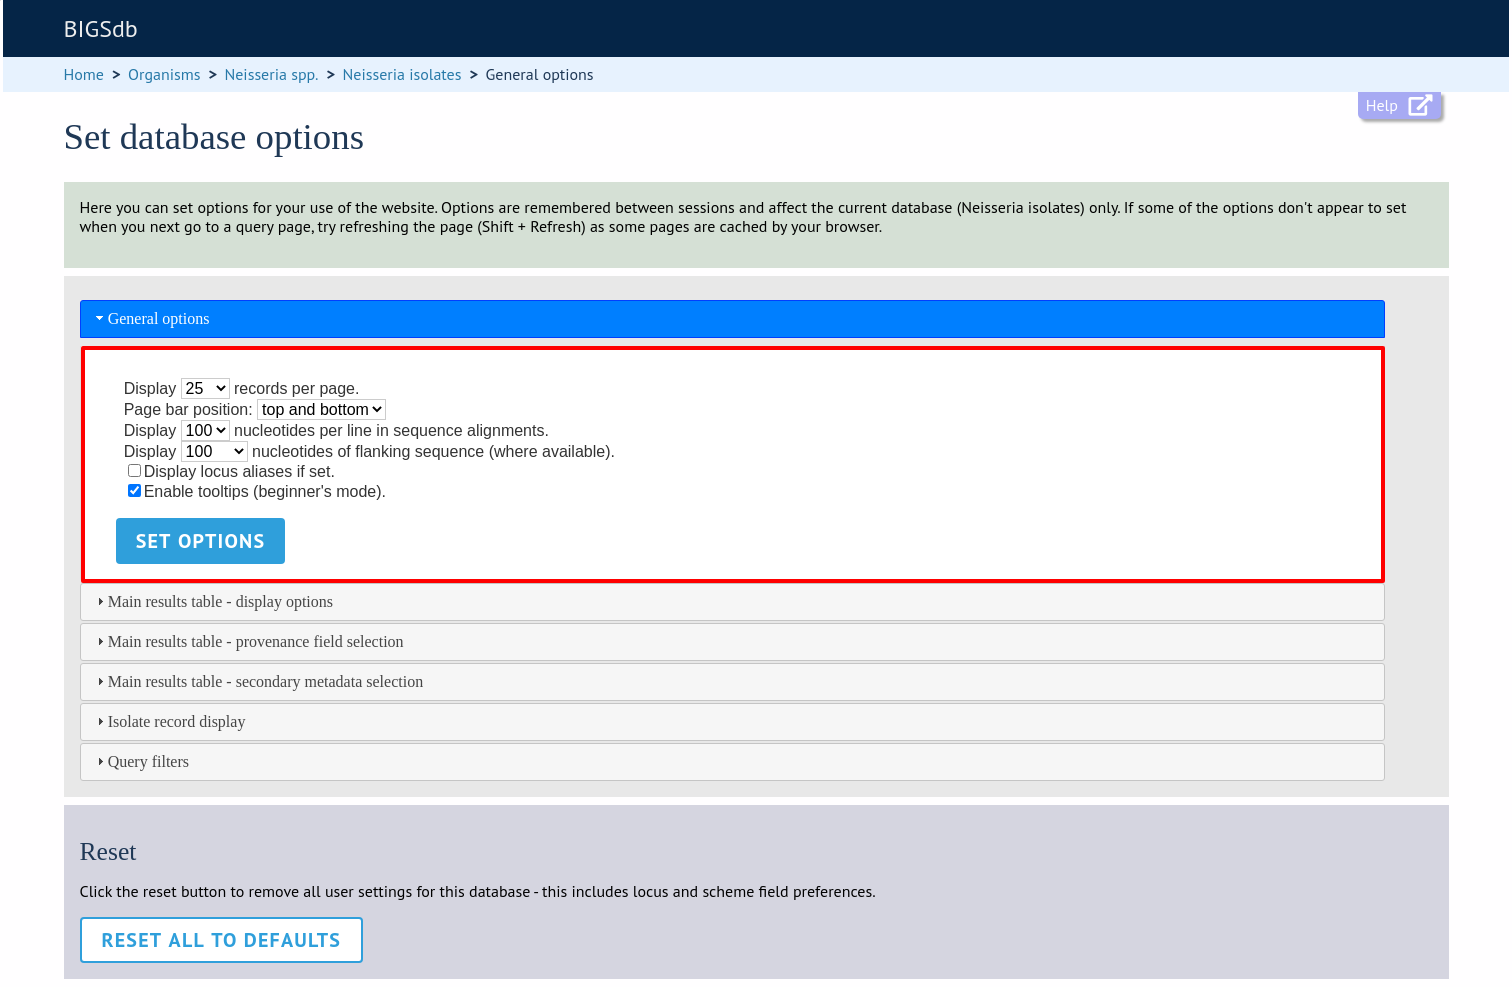 BIGSdb
Home > Organisms > Neisseria spp. > Neisseria isolates > General options
Help
Set database options
Here you can set options for your use of the website. Options are remembered between sessions and affect the current database (Neisseria isolates) only. If some of the options don't appear to set
when you next go to a query page, try refreshing the page (Shift + Refresh) as some pages are cached by your browser.
General options
Display 25 records per page.
Page bar position: top and bottom
Display 100 nucleotides per line in sequence alignments.
Display 100 nucleotides of flanking sequence (where available).
Display locus aliases if set.
Enable tooltips (beginner's mode).
SET OPTIONS
Main results table - display options
Main results table - provenance field selection
Main results table - secondary metadata selection
Isolate record display
Query filters
Reset
Click the reset button to remove all user settings for this database - this includes locus and scheme field preferences.
RESET ALL TO DEFAULTS